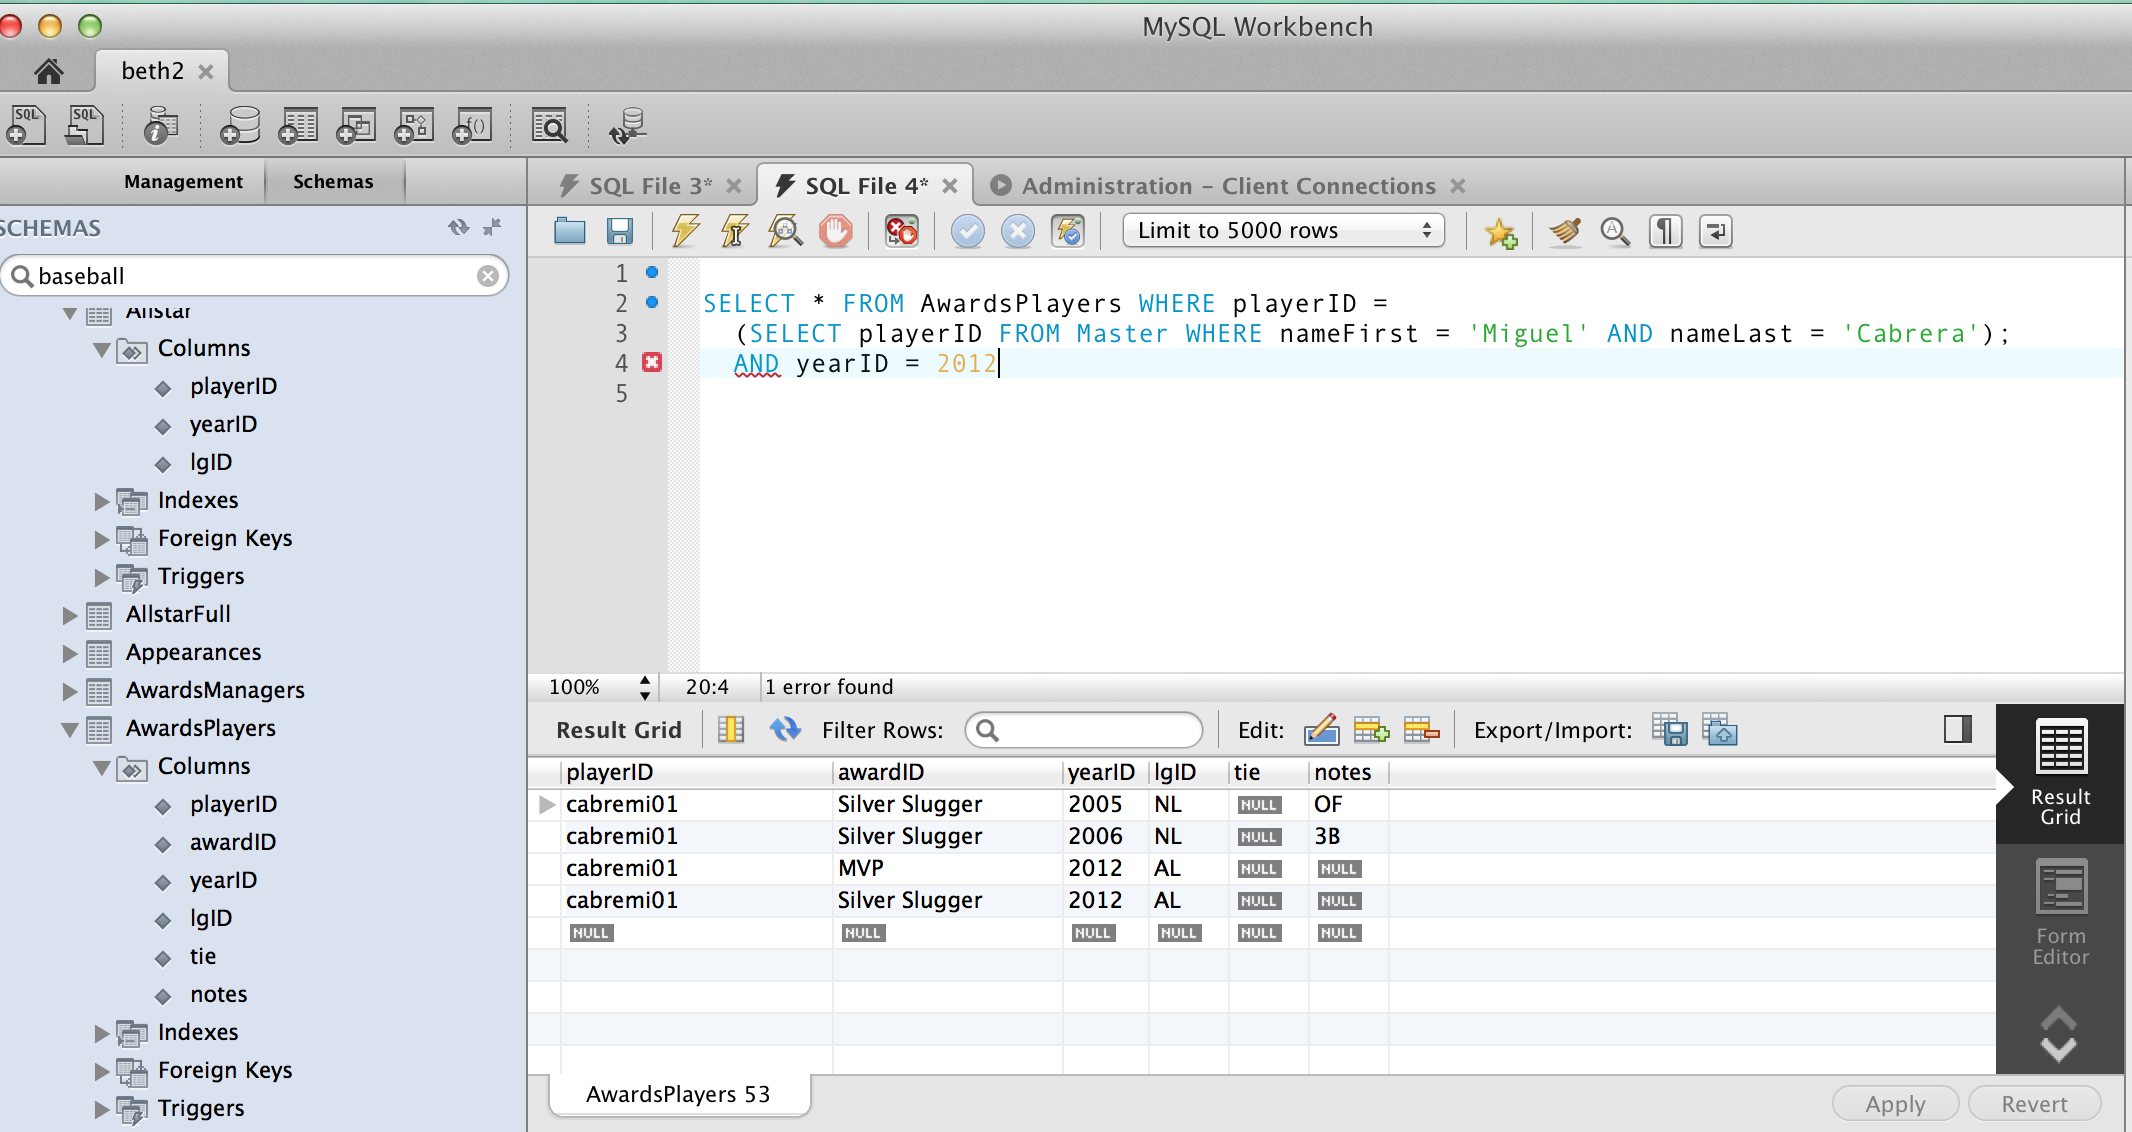 MySQL Workbench
beth2
SQL SQL i f()
Management Schemas
SCHEMAS
baseball
Allstar
Columns
playerID
yearID
lgID
Indexes
Foreign Keys
Triggers
AllstarFull
Appearances
AwardsManagers
AwardsPlayers
Columns
playerID
awardID
yearID
lgID
tie
notes
Indexes
Foreign Keys
Triggers
SQL File 3* SQL File 4* Administration - Client Connections
Limit to 5000 rows
1
2 SELECT * FROM AwardsPlayers WHERE playerID =
3 (SELECT playerID FROM Master WHERE nameFirst = 'Miguel' AND nameLast = 'Cabrera');
4 AND yearID = 2012
5
100% 20:4 1 error found
Result Grid Filter Rows: Edit: Export/Import:
playerID awardID yearID lgID tie notes
cabremi01 Silver Slugger 2005 NL NULL OF
cabremi01 Silver Slugger 2006 NL NULL 3B
cabremi01 MVP 2012 AL NULL NULL
cabremi01 Silver Slugger 2012 AL NULL NULL
NULL NULL NULL NULL NULL NULL
Result
Grid
Form
Editor
AwardsPlayers 53
Apply Revert